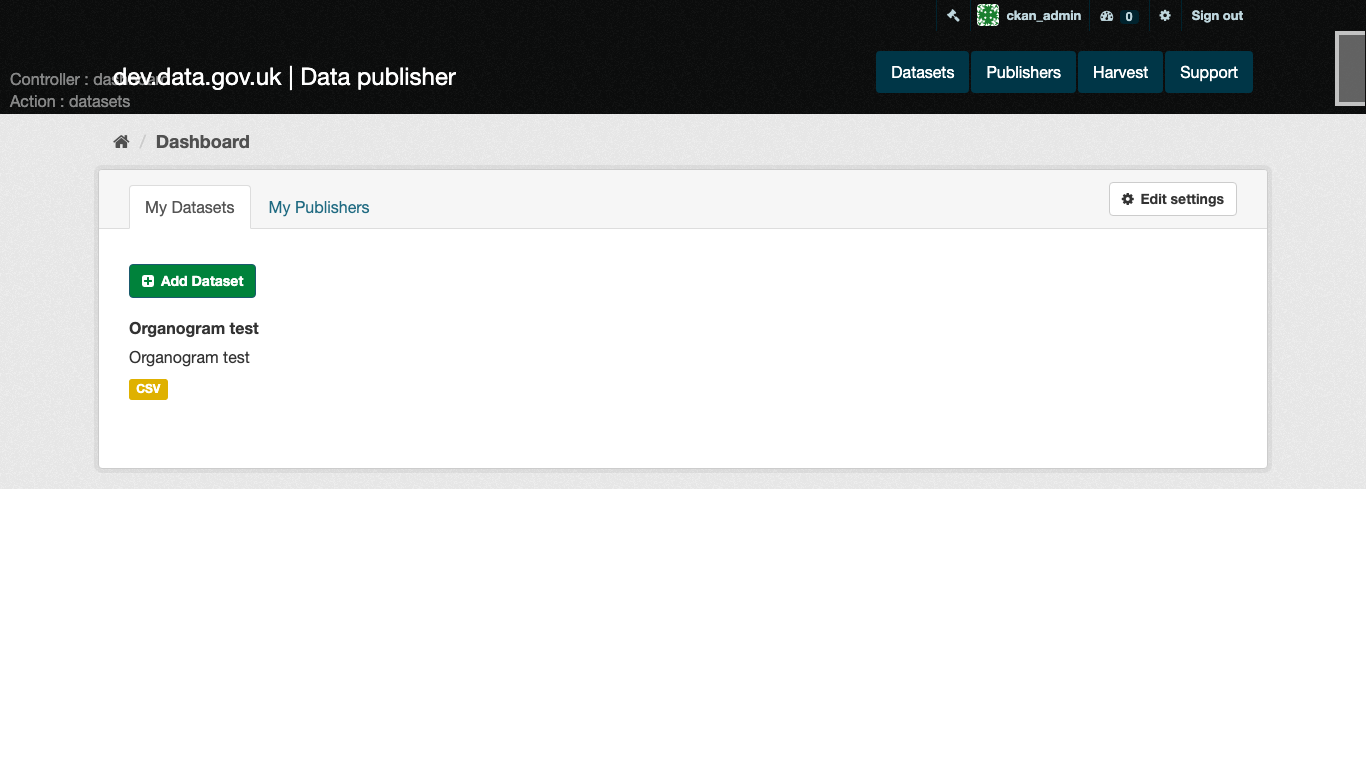 ckan_admin 0 Sign out
dev.data.gov.uk | Data publisher
Datasets Publishers Harvest Support
Controller : dashboard
Action : datasets
/ Dashboard
My Datasets My Publishers Edit settings
Add Dataset
Organogram test
Organogram test
CSV